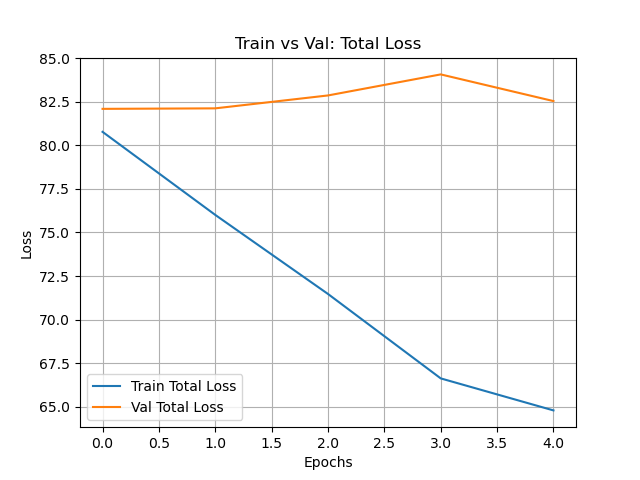 Train vs Val: Total Loss
85.0
82.5
80.0
77.5
75.0
72.5
70.0
67.5
65.0
Loss
Train Total Loss
Val Total Loss
0.0 0.5 1.0 1.5 2.0 2.5 3.0 3.5 4.0
Epochs